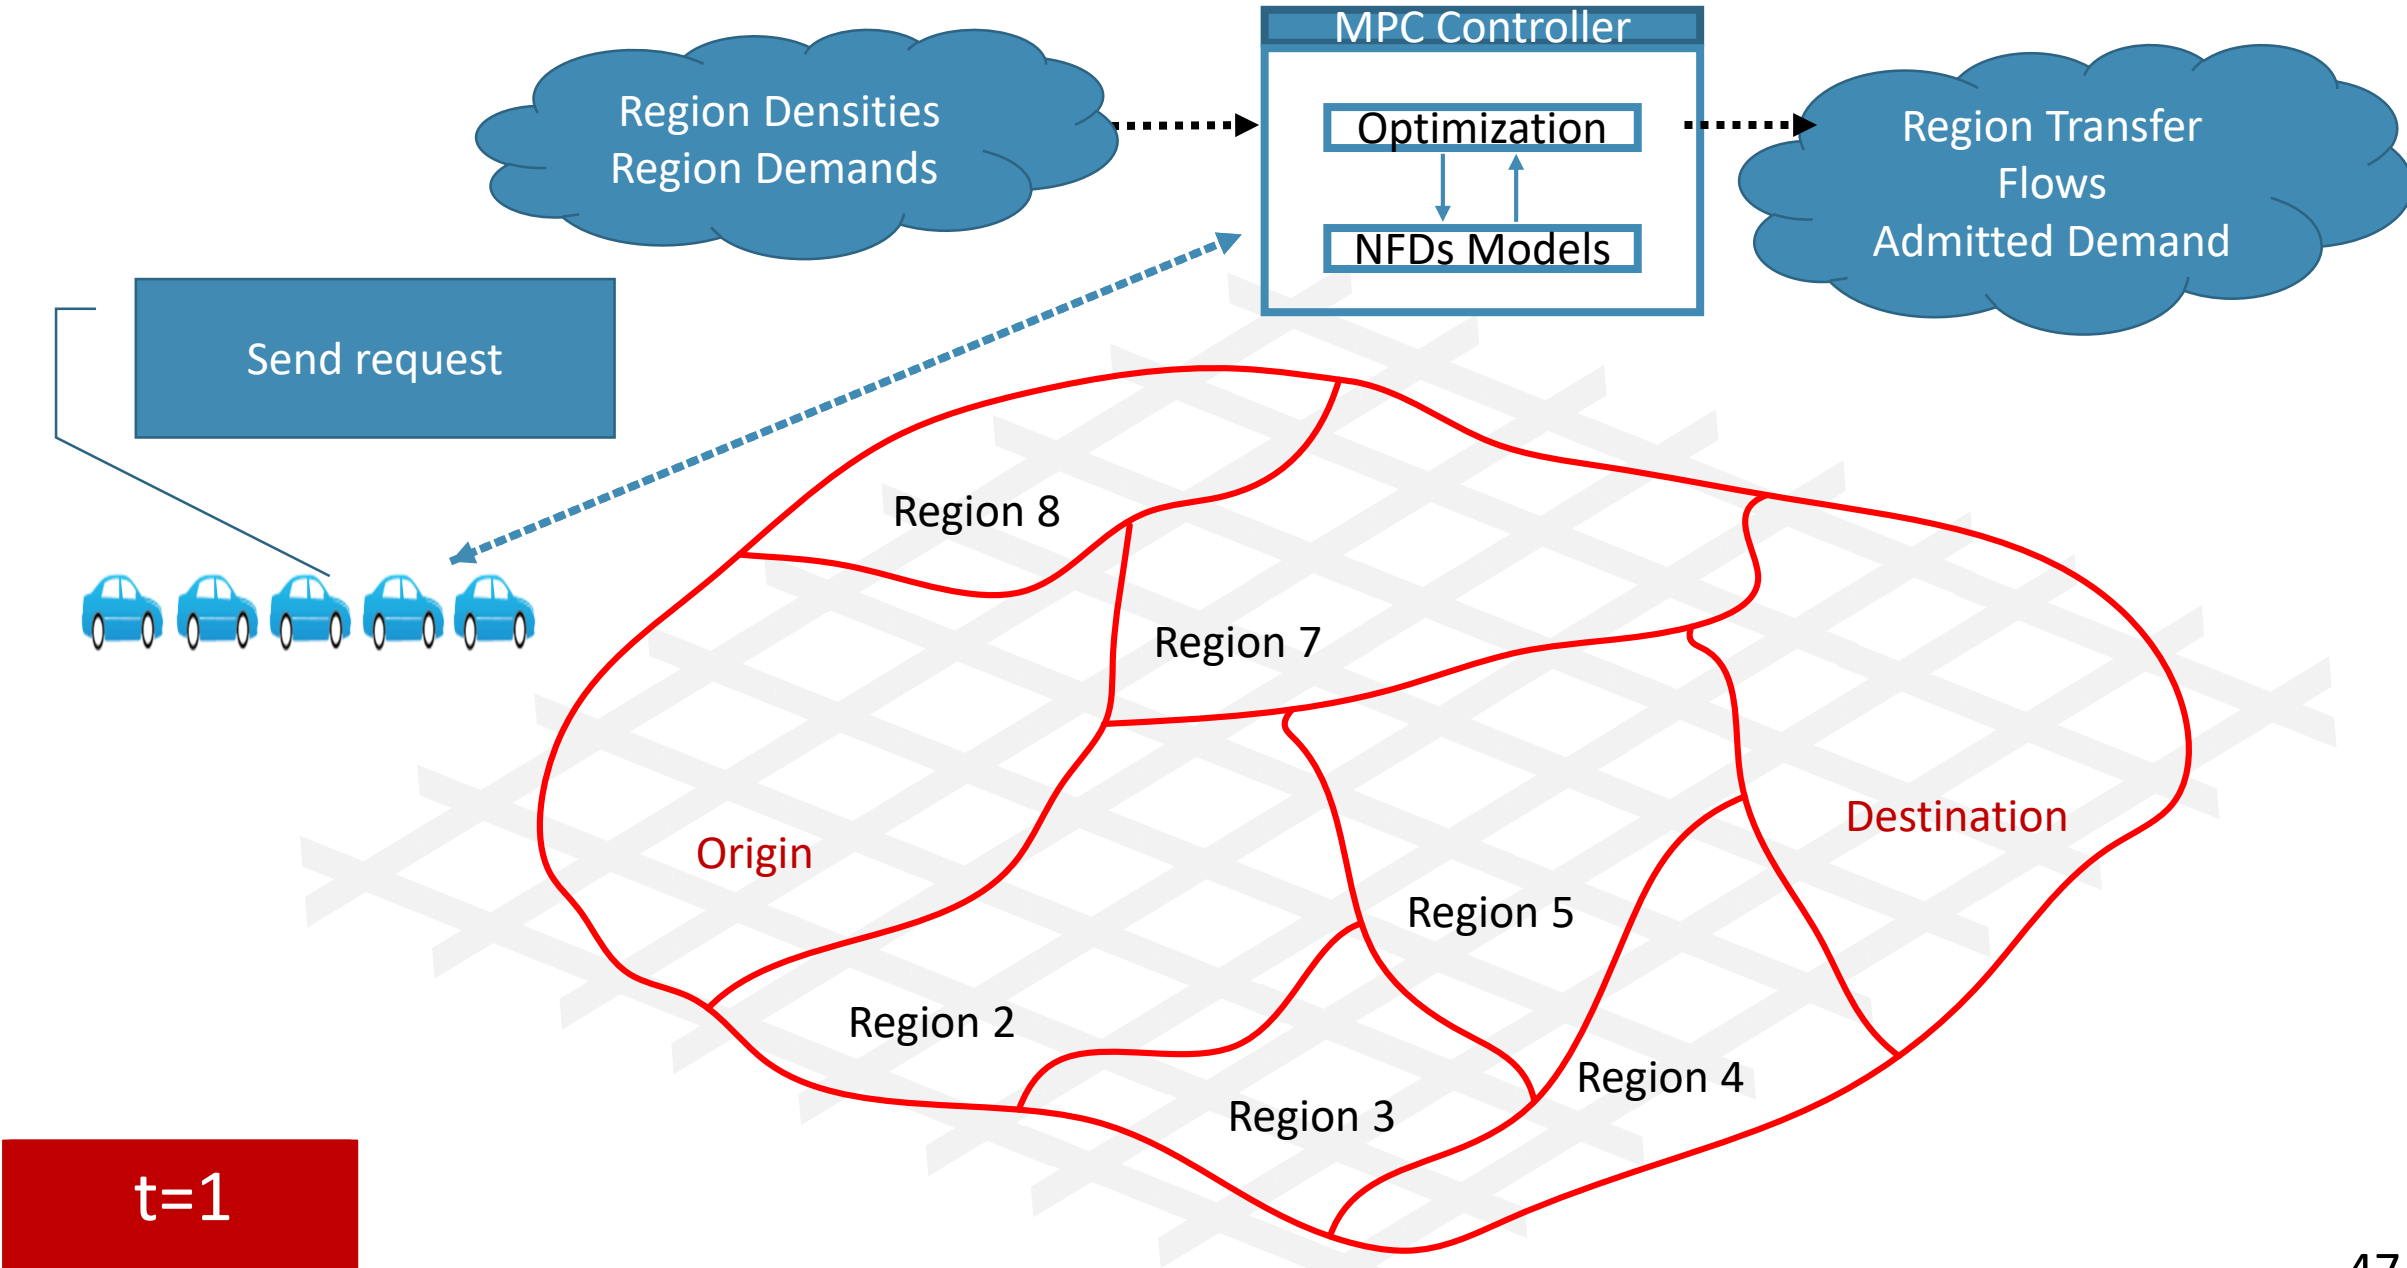 MPC Controller
Region Densities
Region Demands
Optimization
NFDs Models
Region Transfer
Flows
Admitted Demand
Send request
Region 8
Region 7
Origin
Destination
Region 5
Region 2
Region 4
Region 3
t=1
47